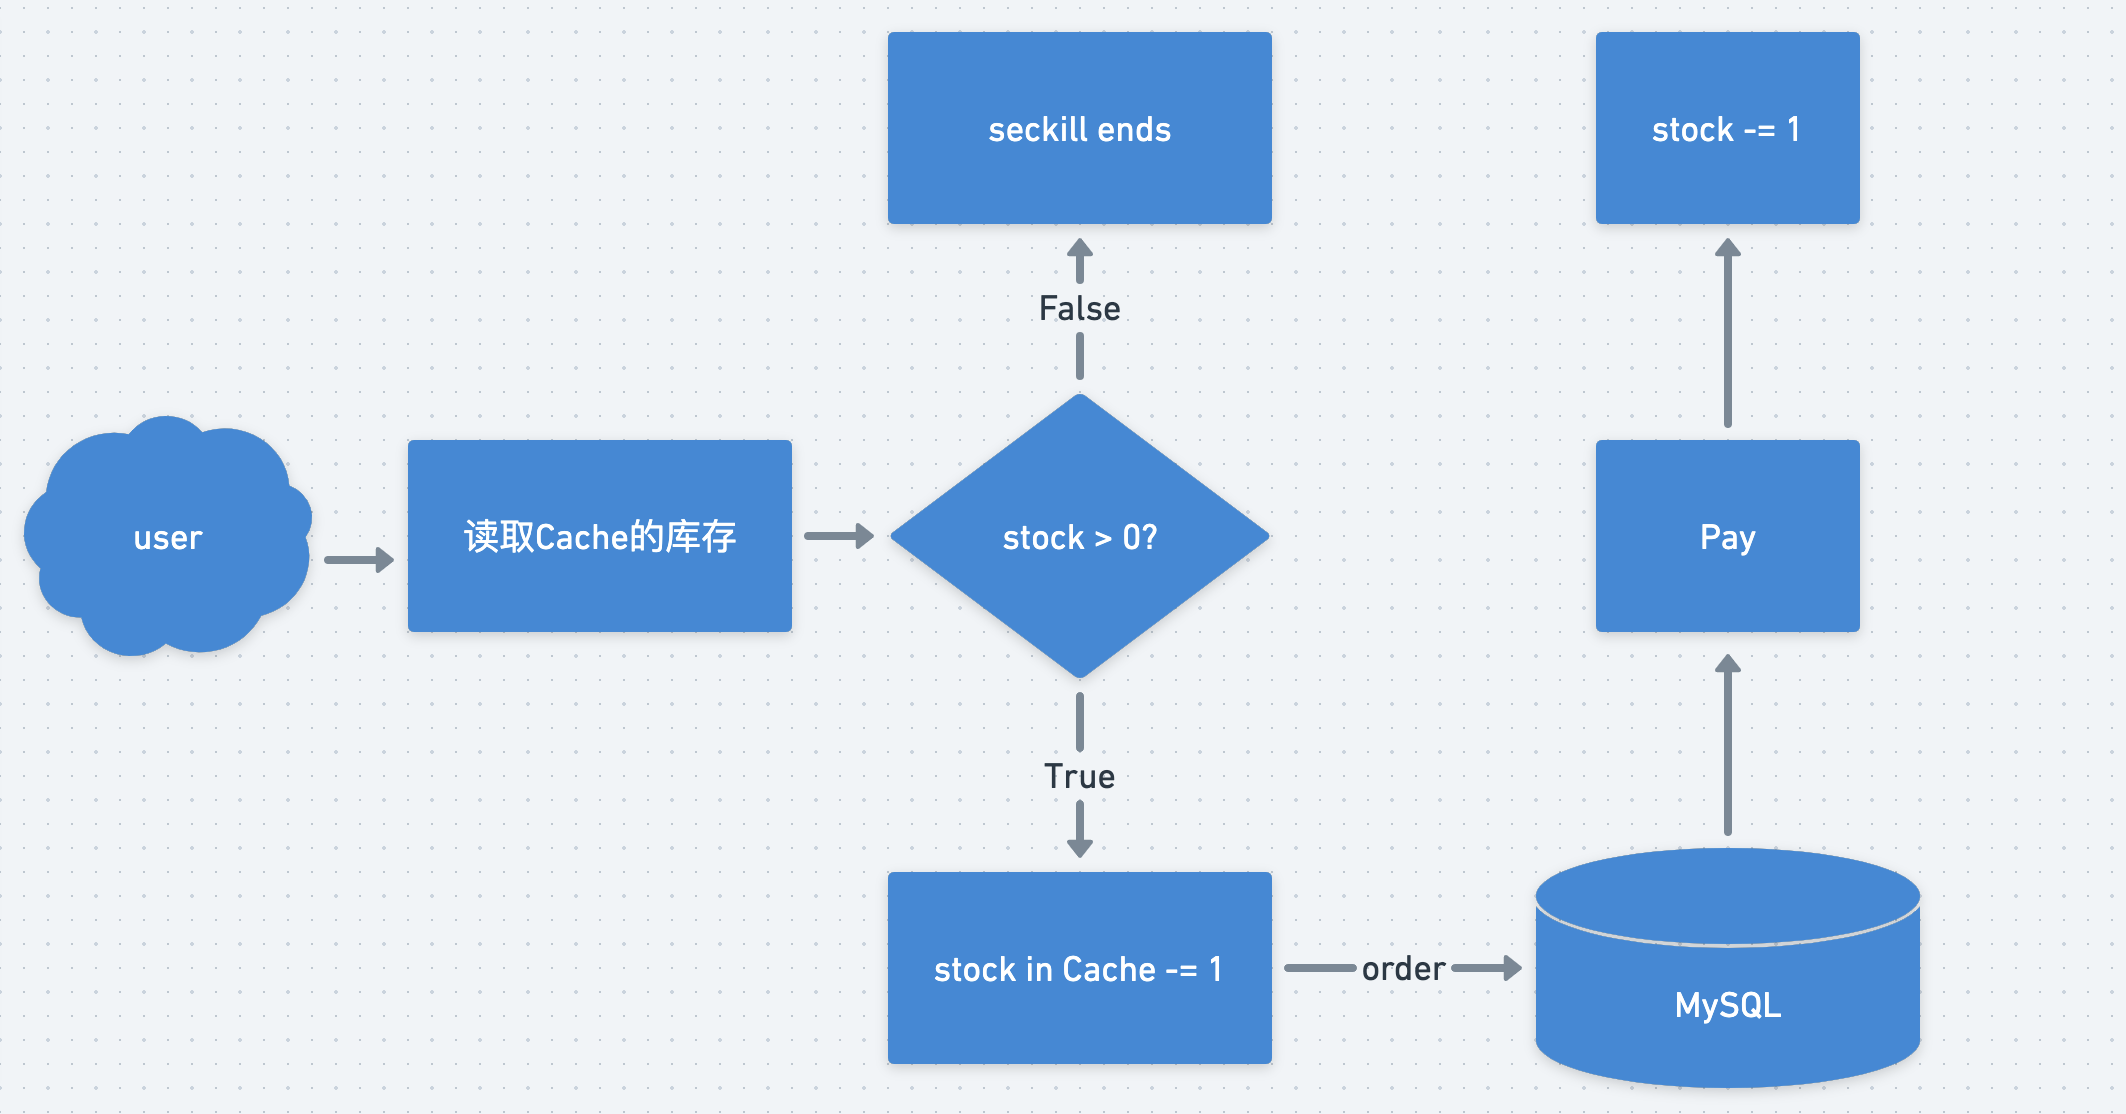 seckill ends
stock -= 1
False
user
读取Cache的库存
stock > 0?
Pay
True
stock in Cache -= 1
order
MySQL